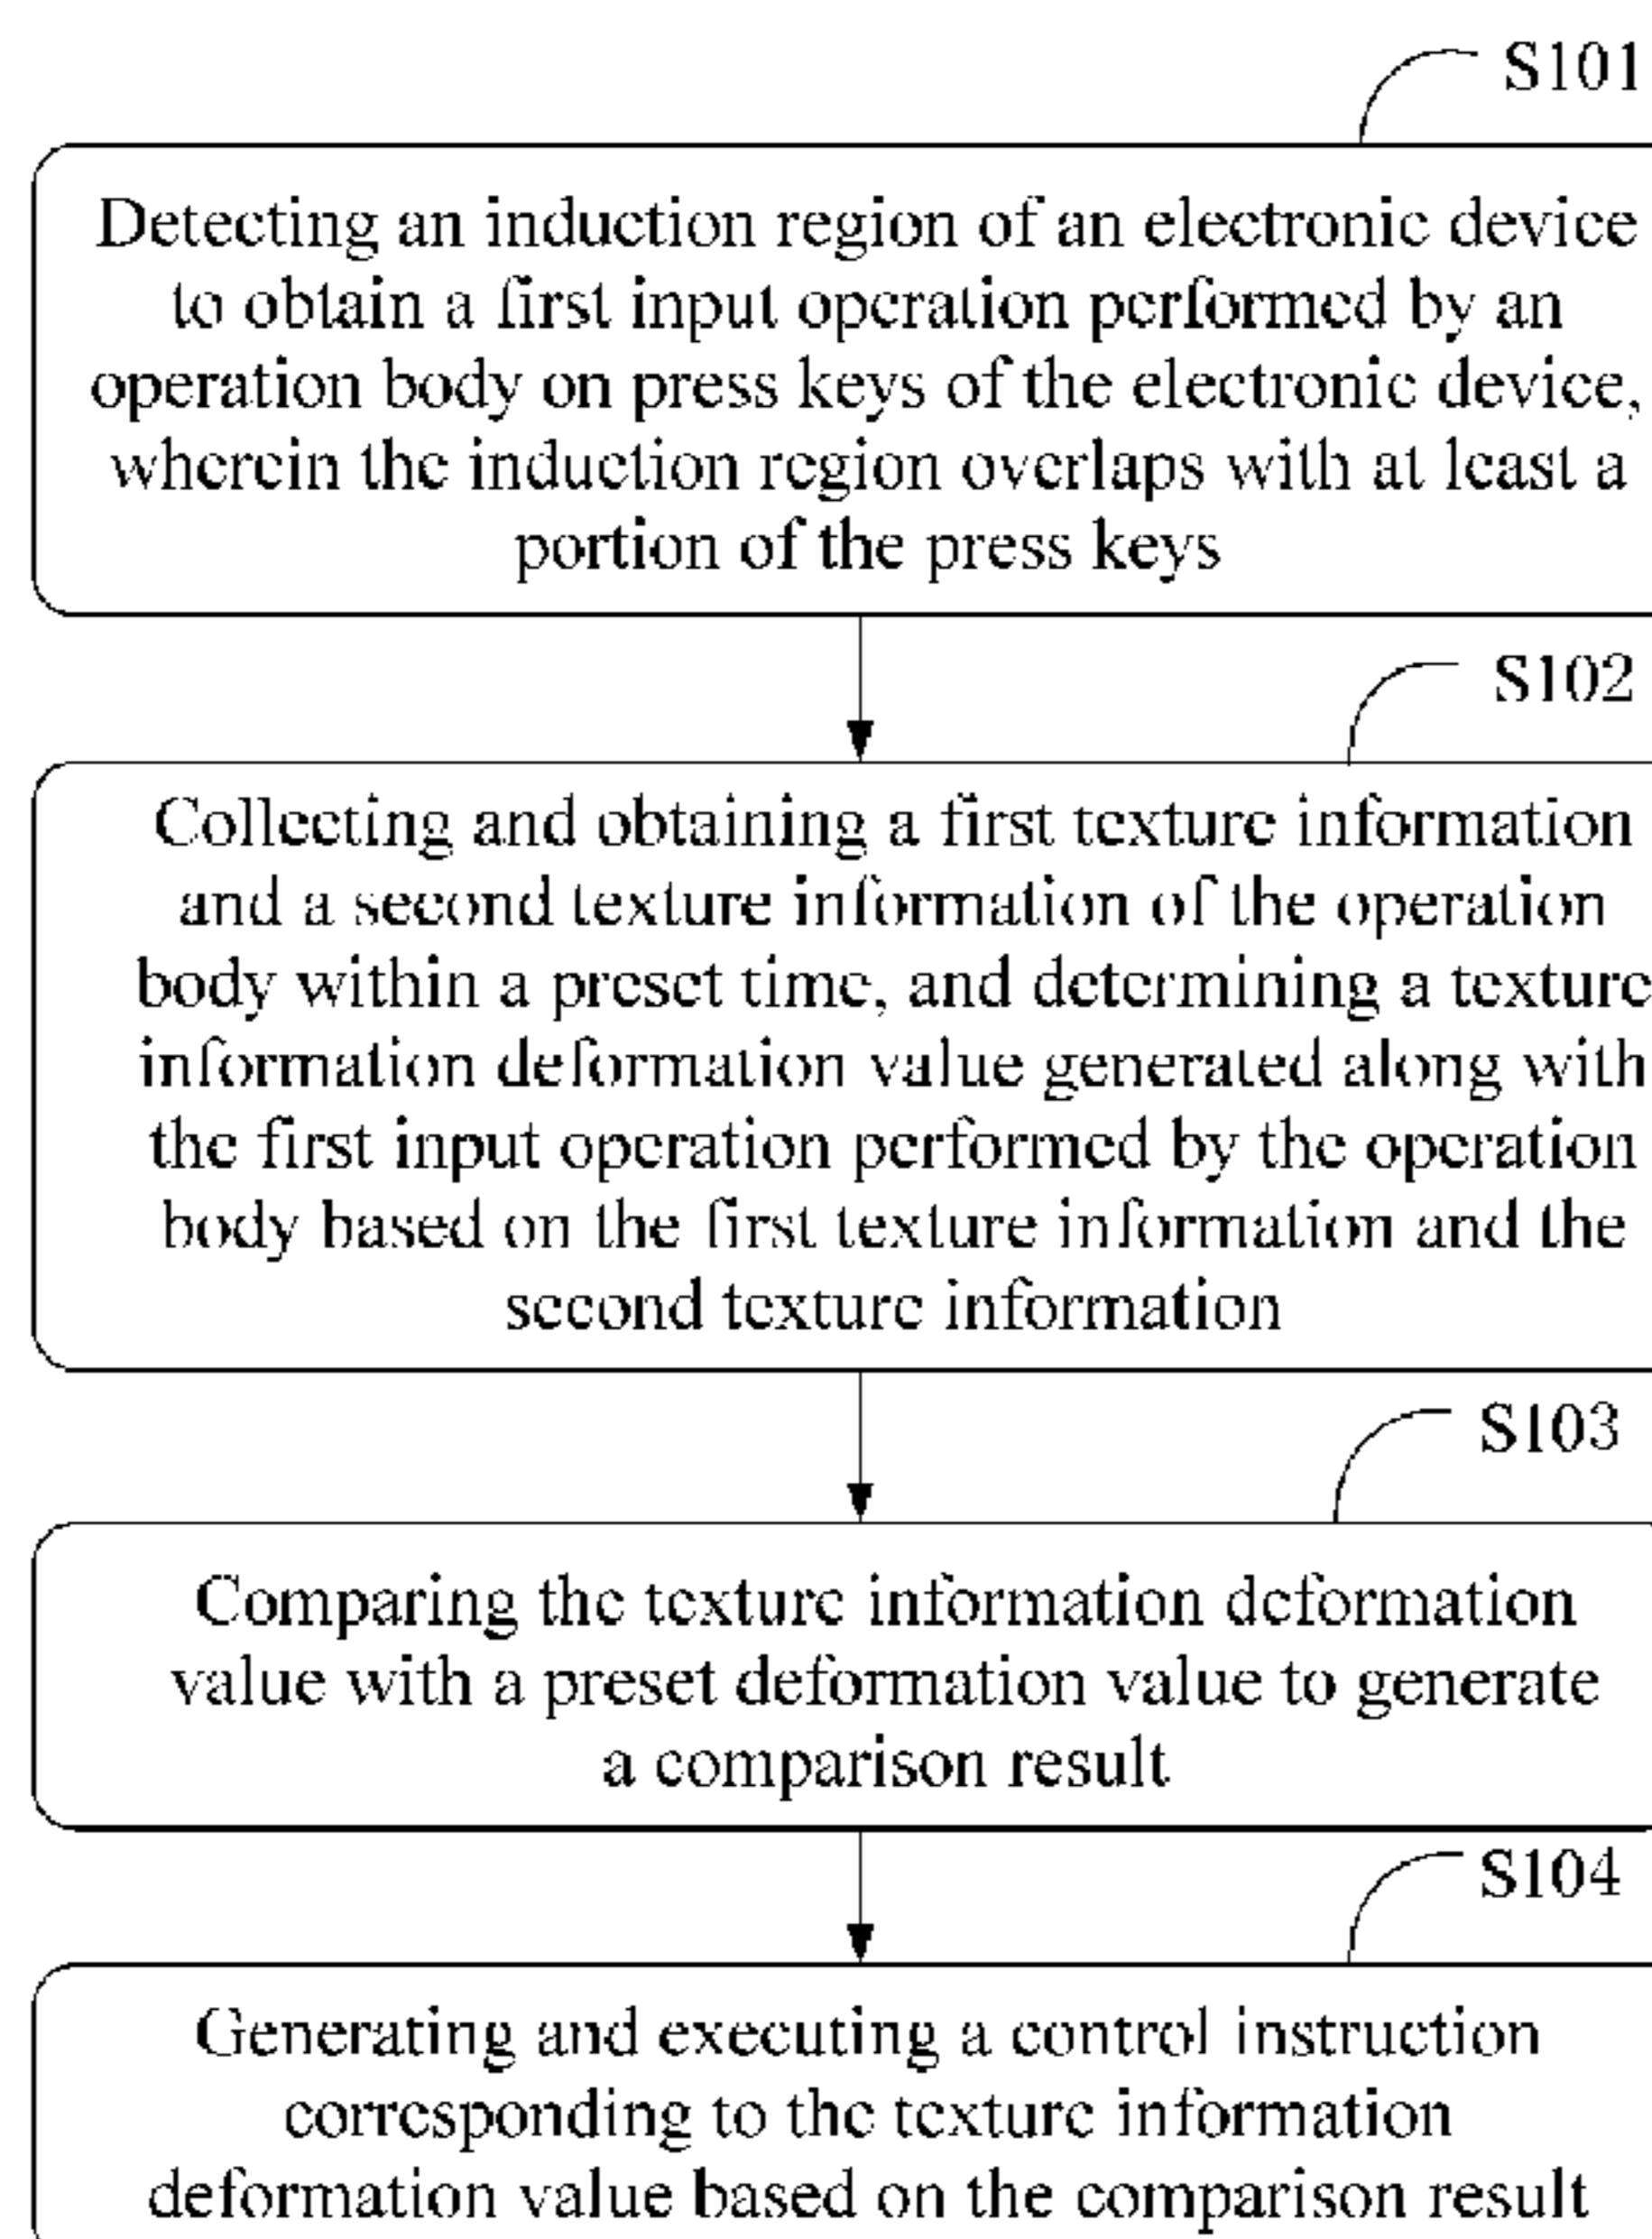 S101
Detecting an induction region of an electronic device
to obtain a first input operation performed by an
operation body on press keys of the electronic device,
wherein the induction region overlaps with at least a
portion of the press keys
S102
Collecting and obtaining a first texture information
and a second texture information of the operation
body within a preset time, and determining a texture
information deformation value generated along with
the first input operation performed by the operation
body based on the first texture information and the
second texture information
S103
Comparing the texture information deformation
value with a preset deformation value to generate
a comparison result
S104
Generating and executing a control instruction
corresponding to the texture information
deformation value based on the comparison result